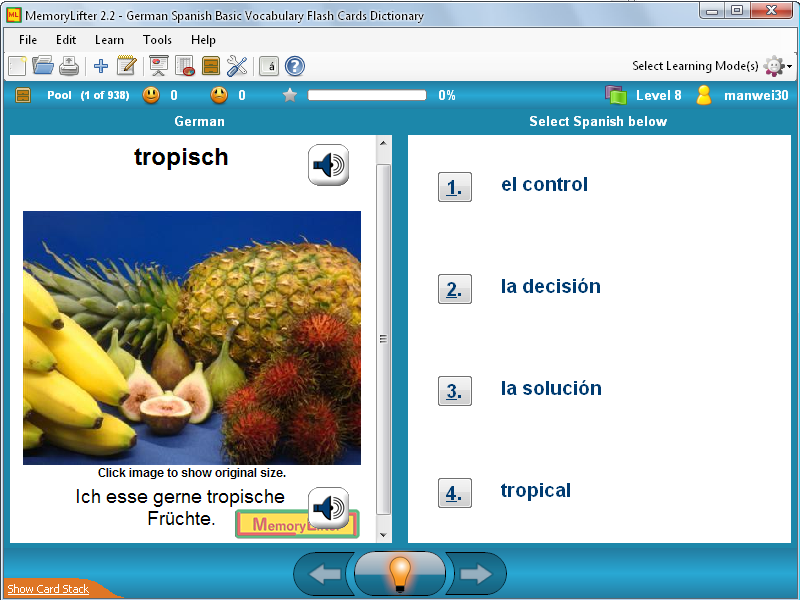 MemoryLifter 2.2 - German Spanish Basic Vocabulary Flash Cards Dictionary
File Edit Learn Tools Help
á ? Select Learning Mode(s)
Pool (1 of 938) 0 0 0% Level 8 manwei30
German
Select Spanish below
tropisch
1. el control
2. la decisión
3. la solución
4. tropical
Click image to show original size.
Ich esse gerne tropische
Früchte.
Show Card Stack